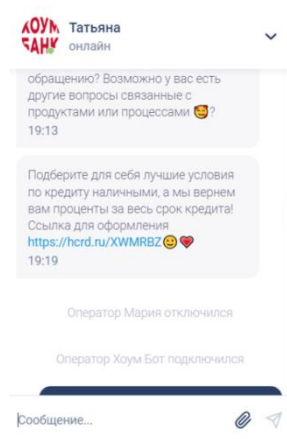 ХОУМ
БАНК
Татьяна
онлайн
обращению? Возможно у вас есть
другие вопросы связанные с
продуктами или процессами 🥰?
19:13
Подберите для себя лучшие условия
по кредиту наличными, а мы вернем
вам проценты за весь срок кредита!
Ссылка для оформления
https://hcrd.ru/XWMRBZ🙂❤️
19:19
Оператор Мария отключился
Оператор Хоум Бот подключился
Сообщение...